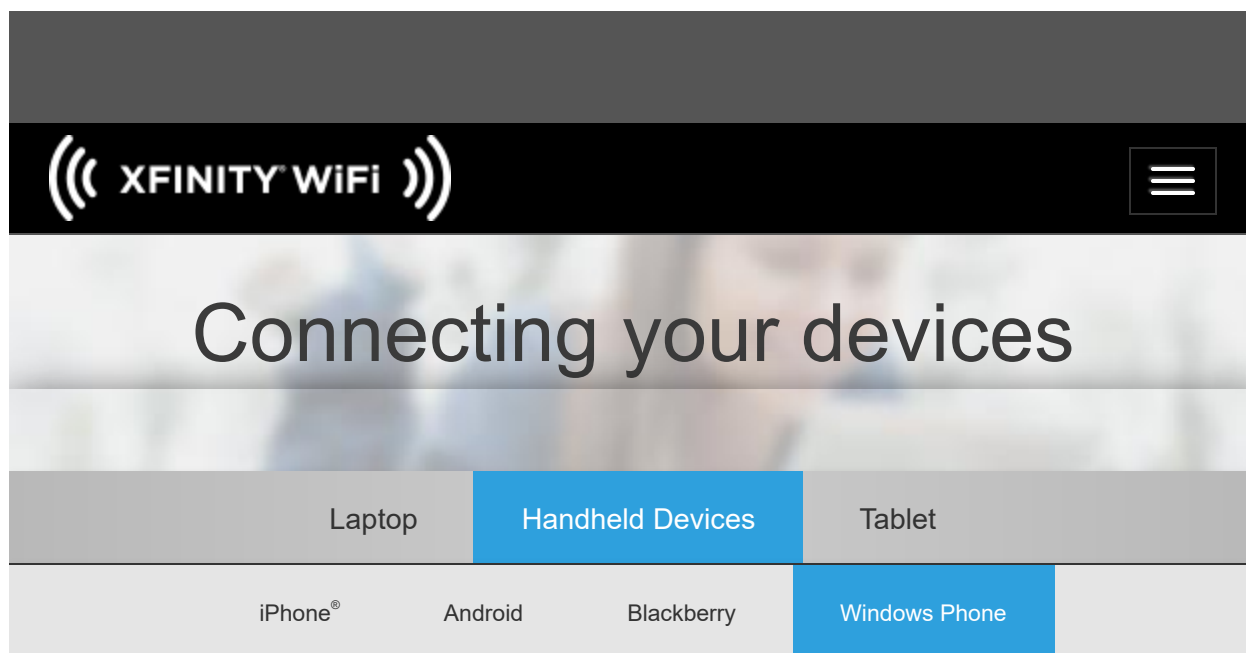 XFINITY® WiFi
Connecting your devices
Laptop Handheld Devices Tablet
iPhone® Android Blackberry Windows Phone